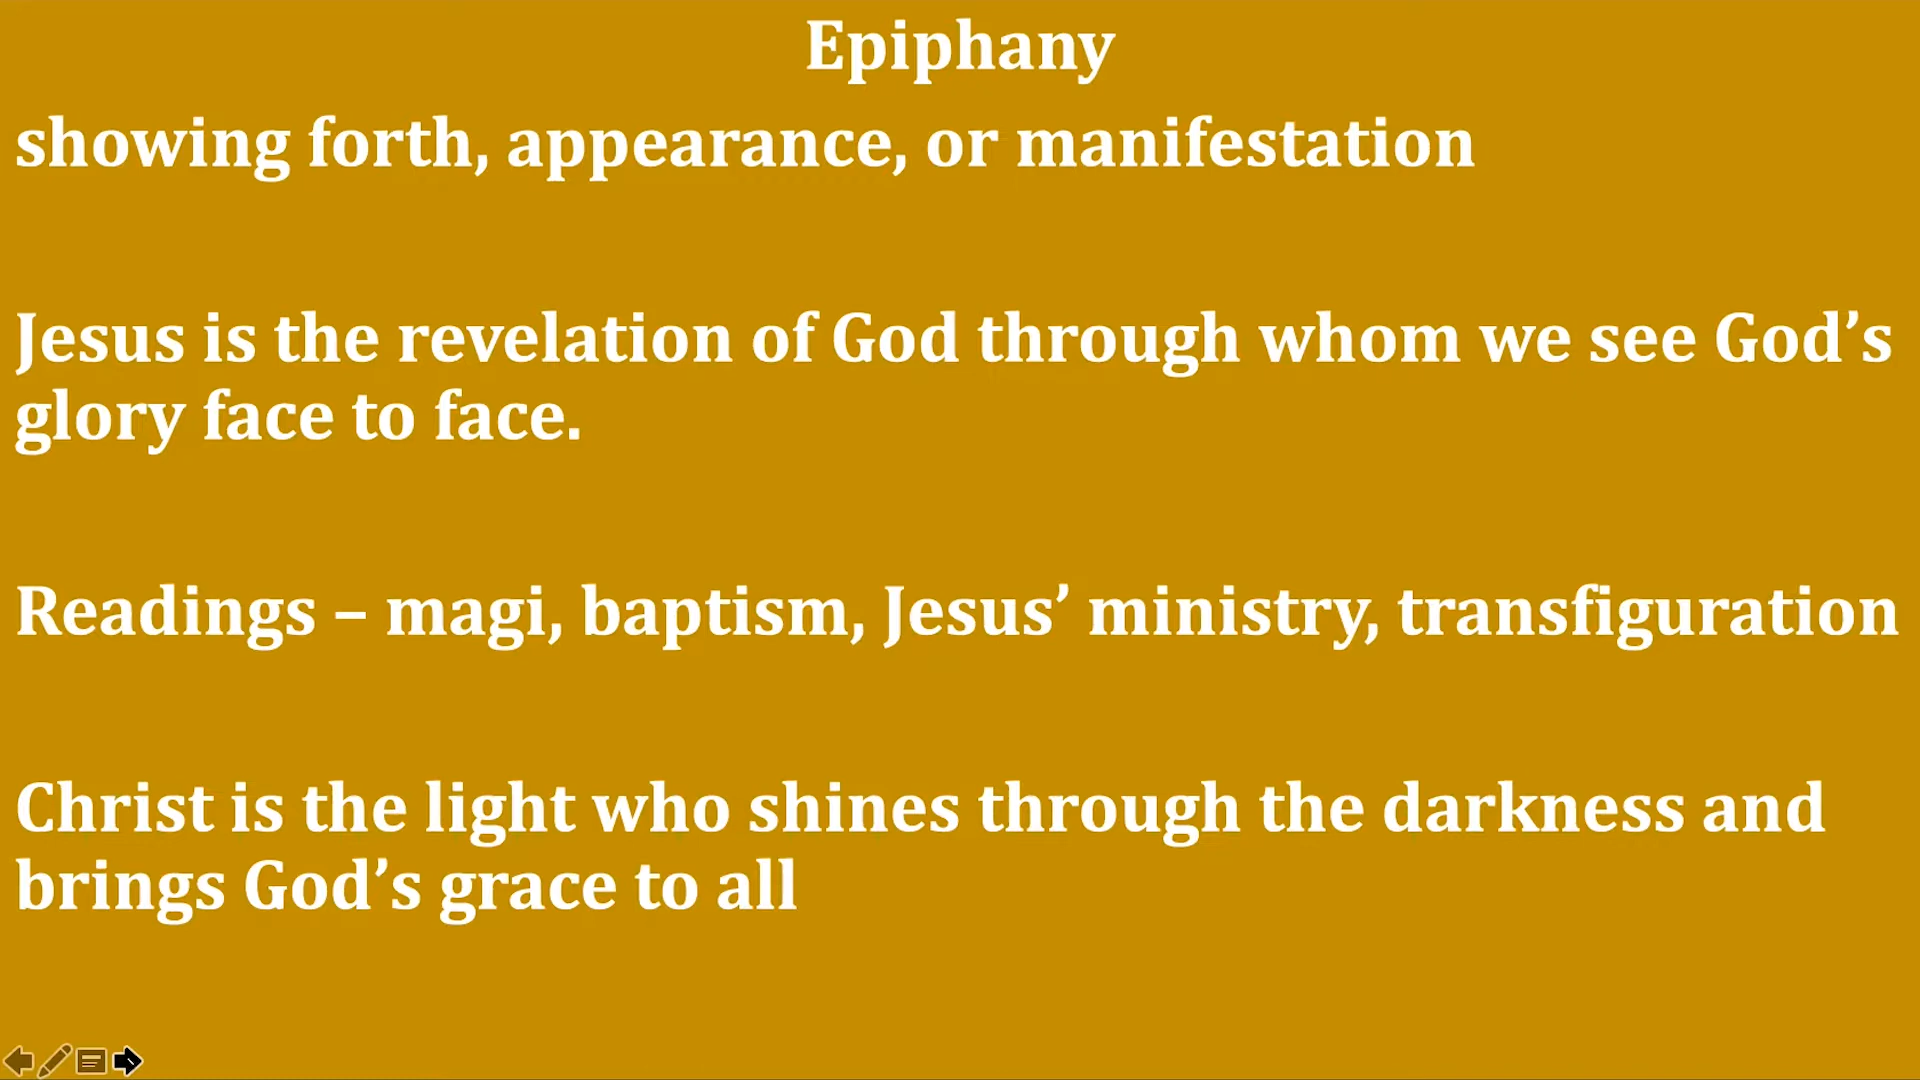 Epiphany
showing forth, appearance, or manifestation
Jesus is the revelation of God through whom we see God’s
glory face to face.
Readings – magi, baptism, Jesus’ ministry, transfiguration
Christ is the light who shines through the darkness and
brings God’s grace to all